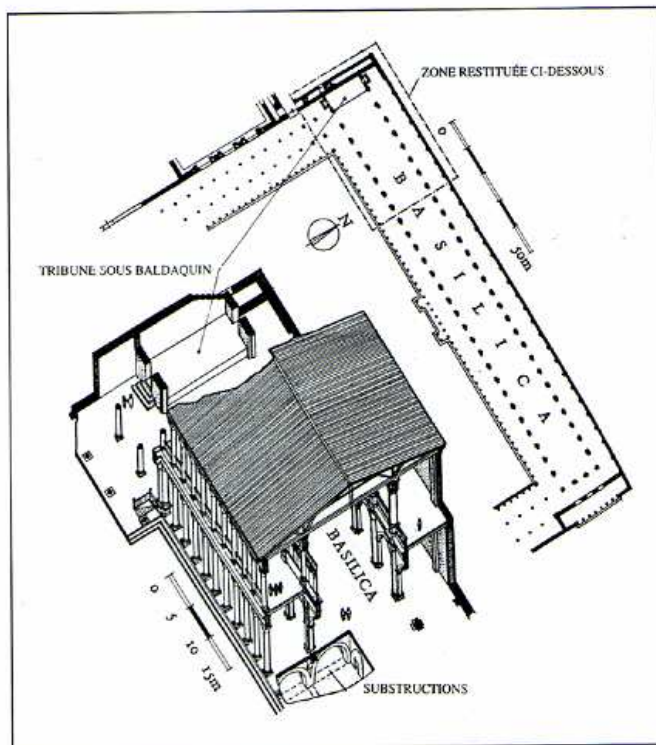 ZONE RESTITUÉE CI-DESSOUS
0
50m
BASILICA
N
TRIBUNE SOUS BALDAQUIN
BASILICA
0 5 10 15m
SUBSTRUCTIONS